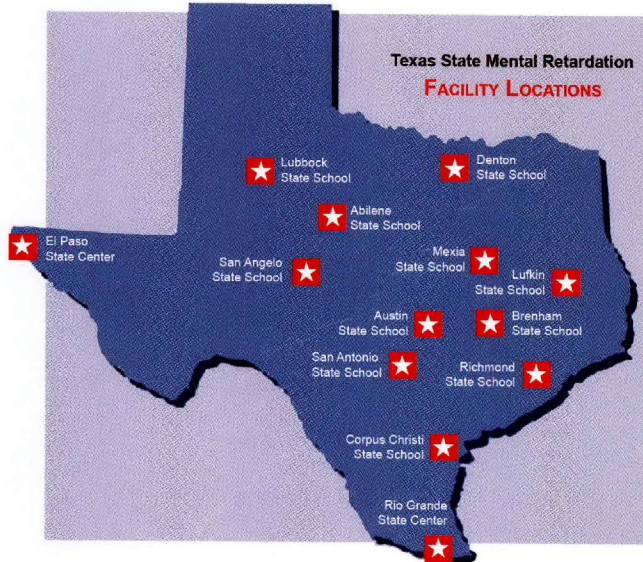 Texas State Mental Retardation
FACILITY LOCATIONS
Lubbock
State School
Denton
State School
Abilene
State School
El Paso
State Center
San Angelo
State School
Mexia
State School
Lufkin
State School
Austin
State School
Brenham
State School
San Antonio
State School
Richmond
State School
Corpus Christi
State School
Rio Grande
State Center